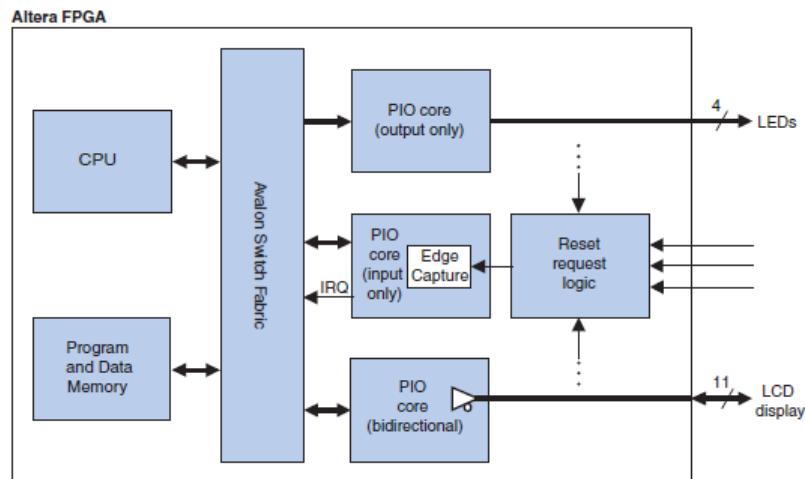 Altera FPGA
CPU
Program
and Data
Memory
Avalon Switch Fabric
PIO core
(output only)
4
LEDs
PIO
core
(input
only)
Edge
Capture
IRQ
Reset
request
logic
PIO
core
(bidirectional)
11
LCD
display